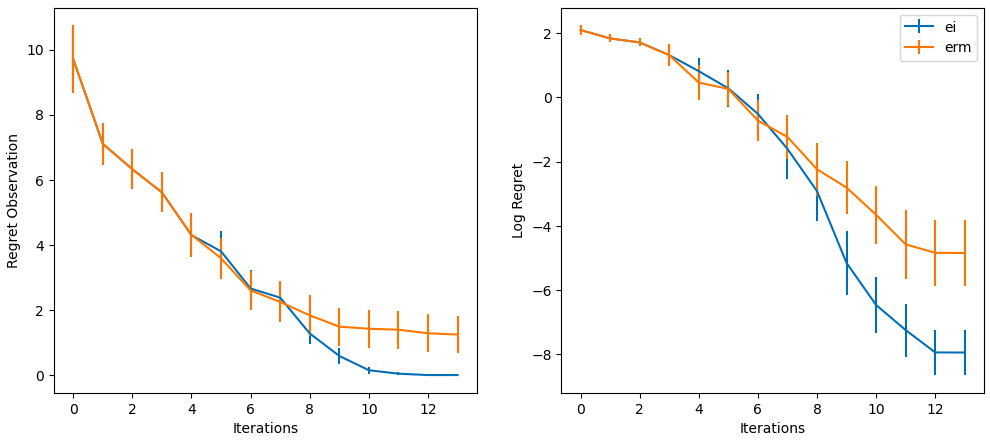 Regret Observation
10
8
6
4
2
0
0 2 4 6 8 10 12
Iterations
Log Regret
2
0
−2
−4
−6
−8
0 2 4 6 8 10 12
Iterations
ei
erm